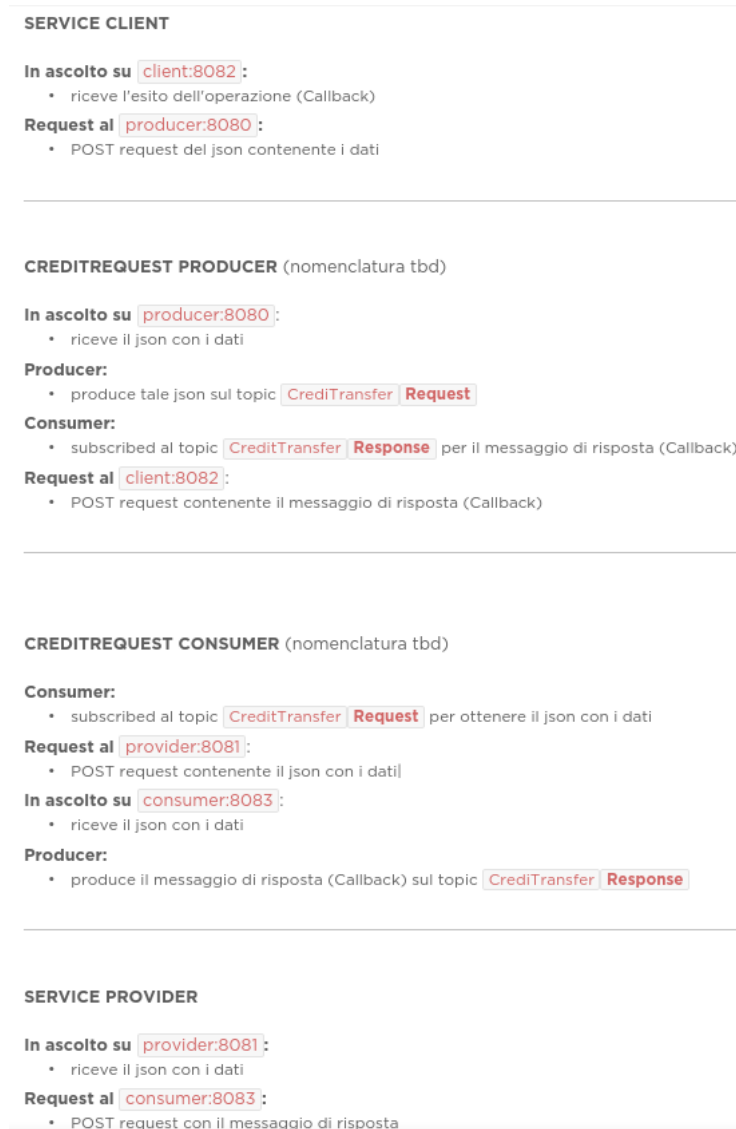 SERVICE CLIENT
In ascolto su client:8082:
• riceve l'esito dell'operazione (Callback)
Request al producer:8080:
• POST request del json contenente i dati
CREDITREQUEST PRODUCER (nomenclatura tbd)
In ascolto su producer:8080:
• riceve il json con i dati
Producer:
• produce tale json sul topic CrediTransfer Request
Consumer:
• subscribed al topic CreditTransfer Response per il messaggio di risposta (Callback)
Request al client:8082:
• POST request contenente il messaggio di risposta (Callback)
CREDITREQUEST CONSUMER (nomenclatura tbd)
Consumer:
• subscribed al topic CreditTransfer Request per ottenere il json con i dati
Request al provider:8081:
• POST request contenente il json con i dati
In ascolto su consumer:8083:
• riceve il json con i dati
Producer:
• produce il messaggio di risposta (Callback) sul topic CrediTransfer Response
SERVICE PROVIDER
In ascolto su provider:8081:
• riceve il json con i dati
Request al consumer:8083:
• POST request con il messaggio di risposta